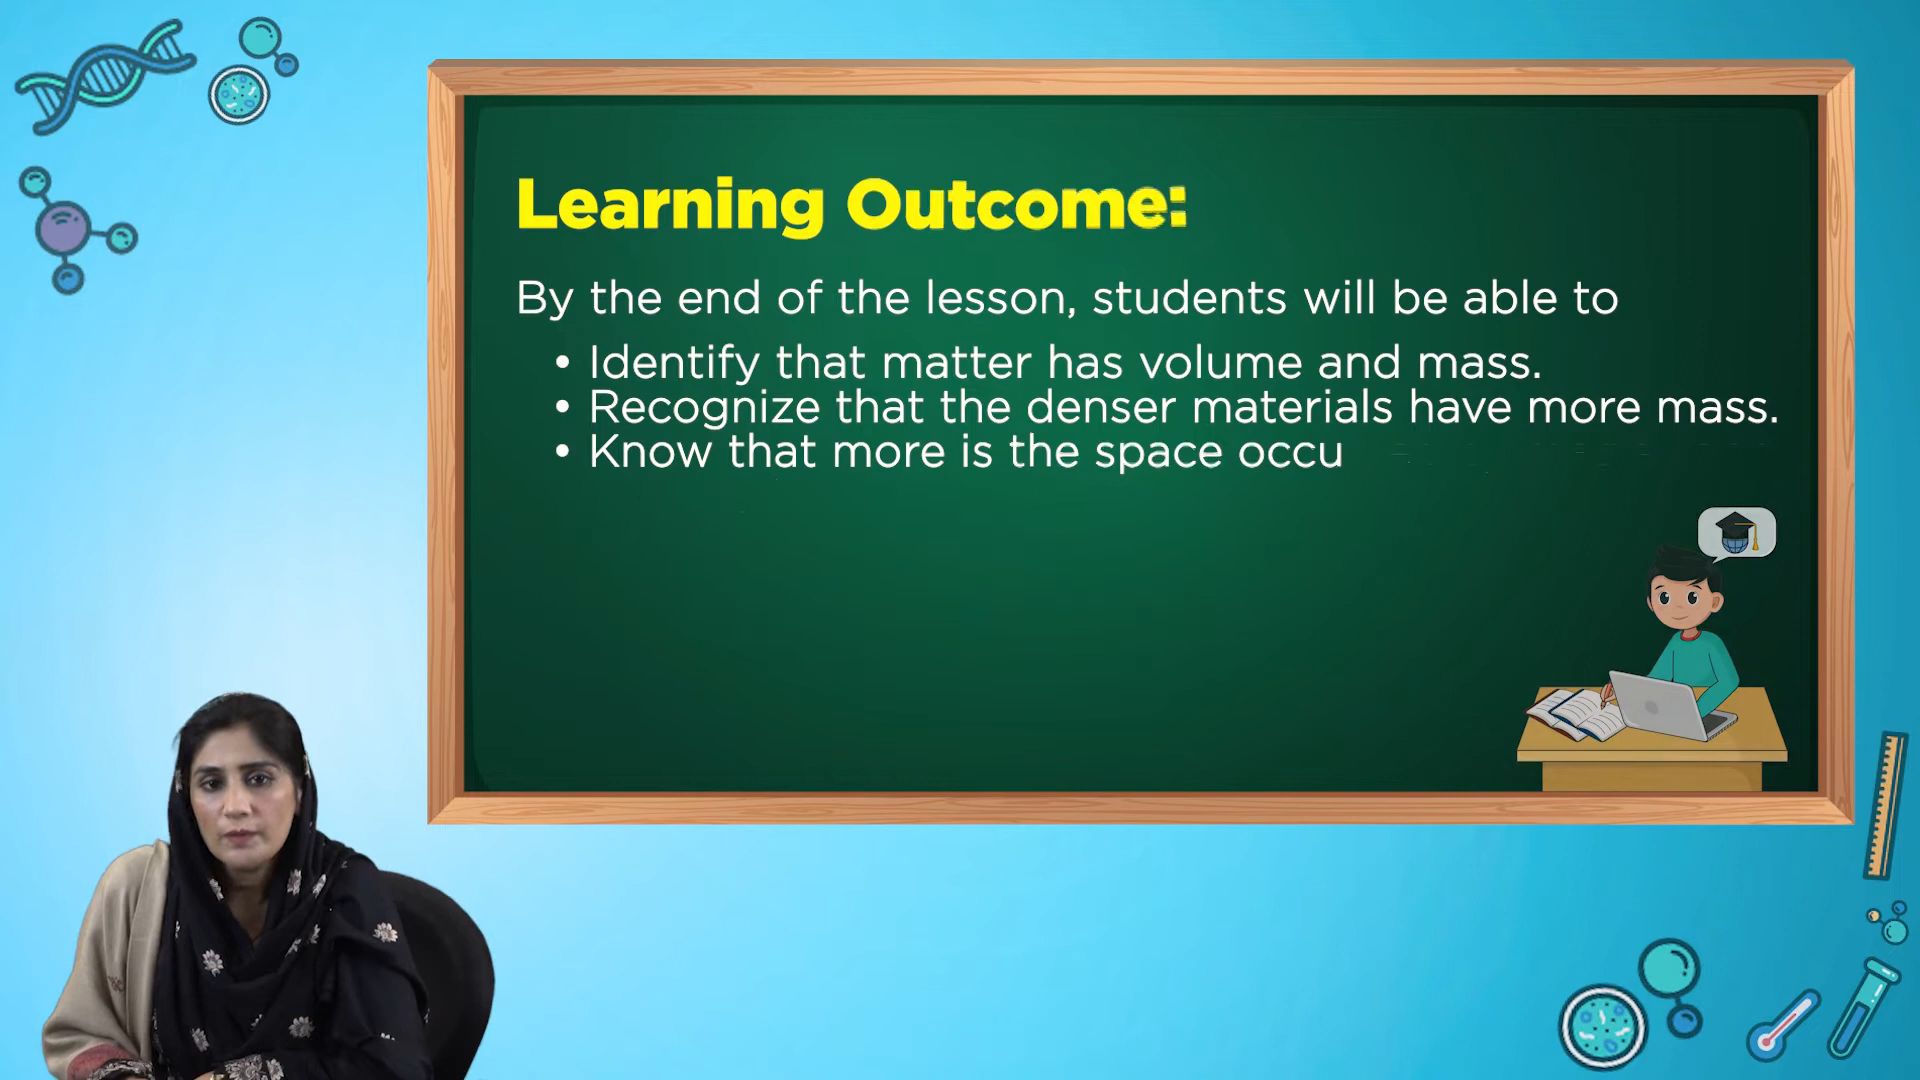 Learning Outcome:
By the end of the lesson, students will be able to
• Identify that matter has volume and mass.
• Recognize that the denser materials have more mass.
• Know that more is the space occu